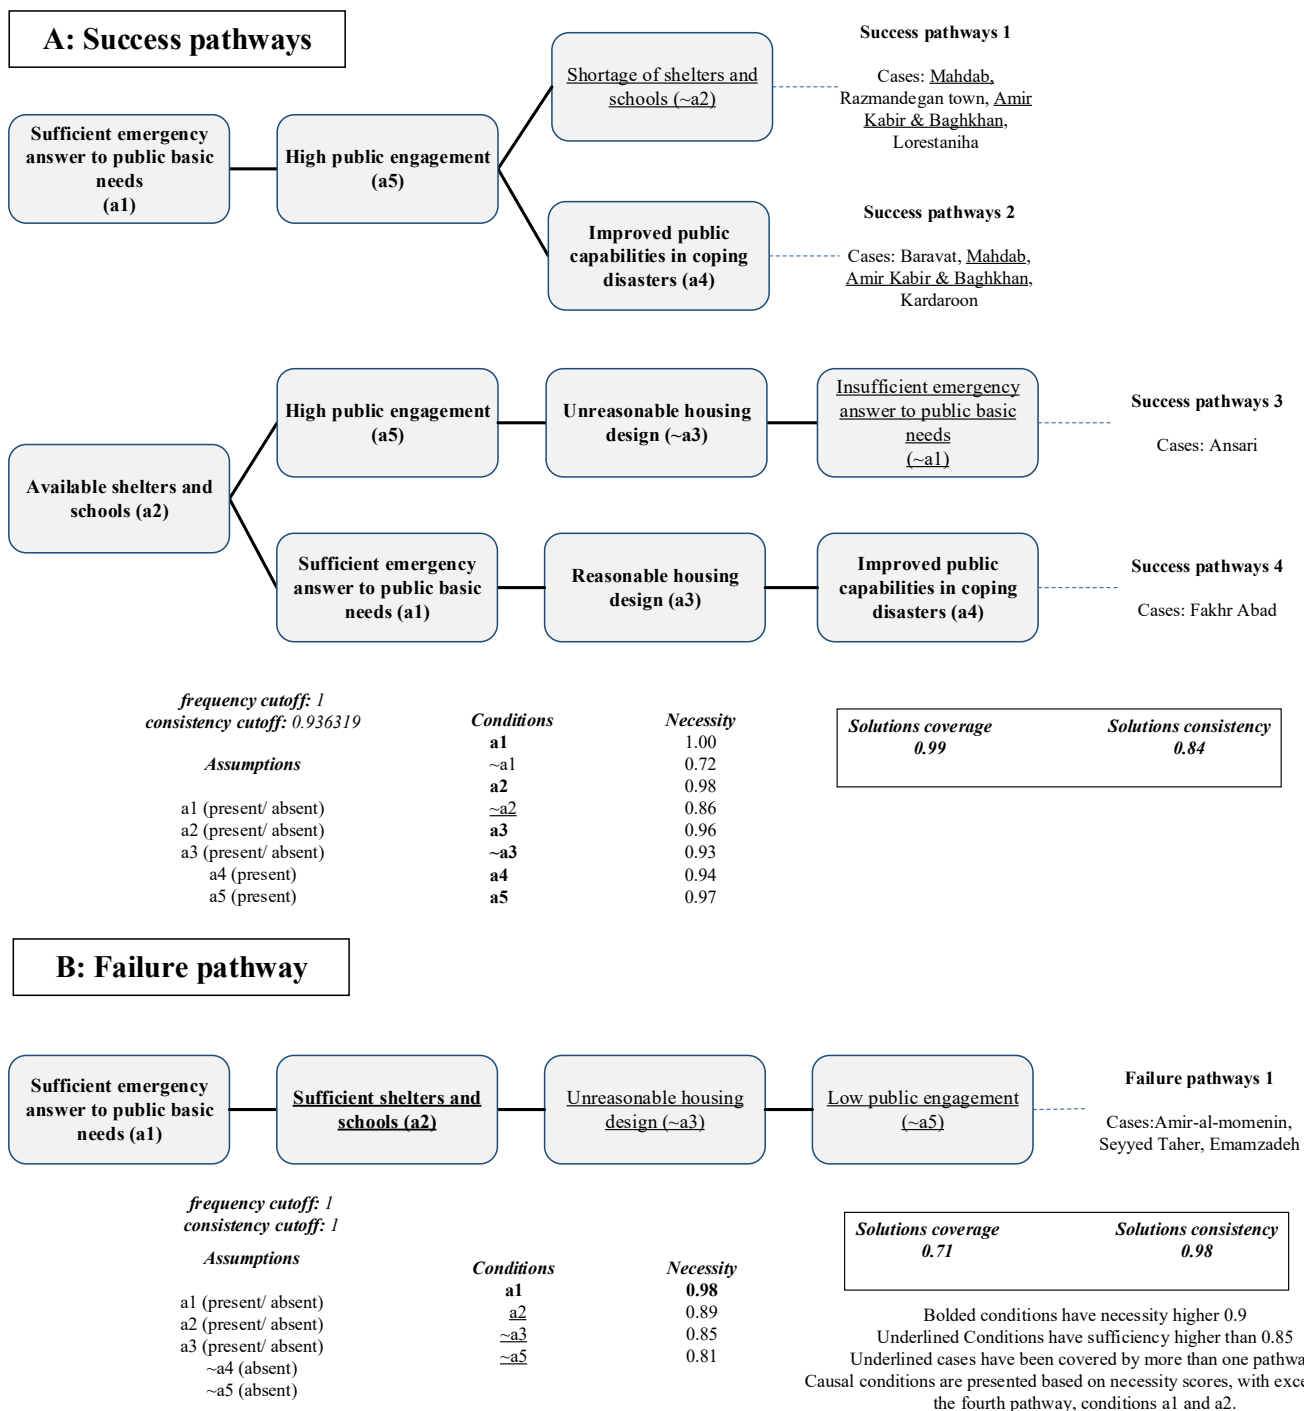 A: Success pathways
Sufficient emergency
answer to public basic
needs
(a1)
High public engagement
(a5)
Shortage of shelters and
schools (~a2)
Success pathways 1
Cases: Mahdab,
Razmandegan town, Amir
Kabir & Baghkhan,
Lorestaniha
Improved public
capabilities in coping
disasters (a4)
Success pathways 2
Cases: Baravat, Mahdab,
Amir Kabir & Baghkhan,
Kardaroon
Available shelters and
schools (a2)
High public engagement
(a5)
Unreasonable housing
design (~a3)
Insufficient emergency
answer to public basic
needs
(~a1)
Success pathways 3
Cases: Ansari
Sufficient emergency
answer to public basic
needs (a1)
Reasonable housing
design (a3)
Improved public
capabilities in coping
disasters (a4)
Success pathways 4
Cases: Fakhr Abad
frequency cutoff: 1
consistency cutoff: 0.936319
Assumptions
a1 (present/ absent)
a2 (present/ absent)
a3 (present/ absent)
a4 (present)
a5 (present)
Conditions Necessity
a1 1.00
~a1 0.72
a2 0.98
~a2 0.86
a3 0.96
~a3 0.93
a4 0.94
a5 0.97
Solutions coverage Solutions consistency
0.99 0.84
B: Failure pathway
Sufficient emergency
answer to public basic
needs (a1)
Sufficient shelters and
schools (a2)
Unreasonable housing
design (~a3)
Low public engagement
(~a5)
Failure pathways 1
Cases:Amir-al-momenin,
Seyyed Taher, Emamzadeh
frequency cutoff: 1
consistency cutoff: 1
Assumptions
a1 (present/ absent)
a2 (present/ absent)
a3 (present/ absent)
~a4 (absent)
~a5 (absent)
Conditions Necessity
a1 0.98
a2 0.89
~a3 0.85
~a5 0.81
Solutions coverage Solutions consistency
0.71 0.98
Bolded conditions have necessity higher 0.9
Underlined Conditions have sufficiency higher than 0.85
Underlined cases have been covered by more than one
Causal conditions are presented based on necessity scores, with
the fourth pathway, conditions a1 and a2.